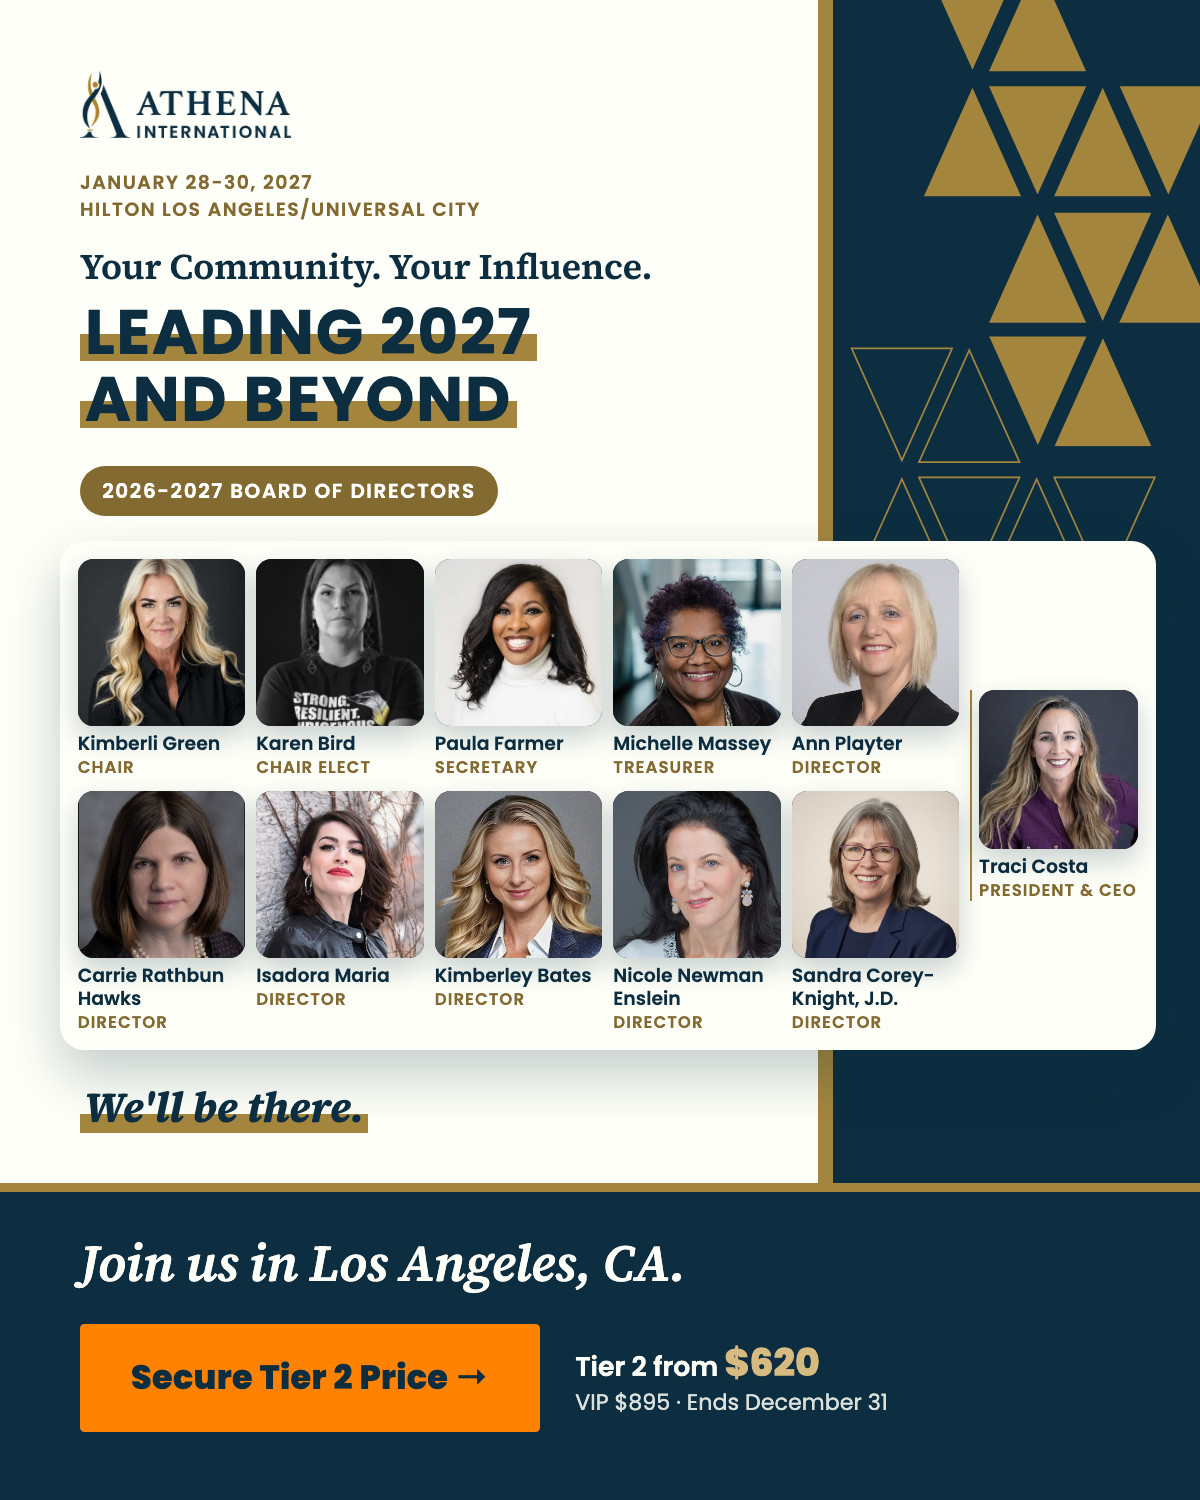 ATHENA
INTERNATIONAL
JANUARY 28-30, 2027
HILTON LOS ANGELES/UNIVERSAL CITY
Your Community. Your Influence.
LEADING 2027
AND BEYOND
2026-2027 BOARD OF DIRECTORS
STRONG.
RESILIENT.
INDIGENOUS
Kimberli Green
CHAIR
Karen Bird
CHAIR ELECT
Paula Farmer
SECRETARY
Michelle Massey
TREASURER
Ann Playter
DIRECTOR
Traci Costa
PRESIDENT & CEO
Carrie Rathbun
Hawks
DIRECTOR
Isadora Maria
DIRECTOR
Kimberley Bates
DIRECTOR
Nicole Newman
Enslein
DIRECTOR
Sandra Corey-
Knight, J.D.
DIRECTOR
We'll be there.
Join us in Los Angeles, CA.
Secure Tier 2 Price →
Tier 2 from $620
VIP $895 · Ends December 31